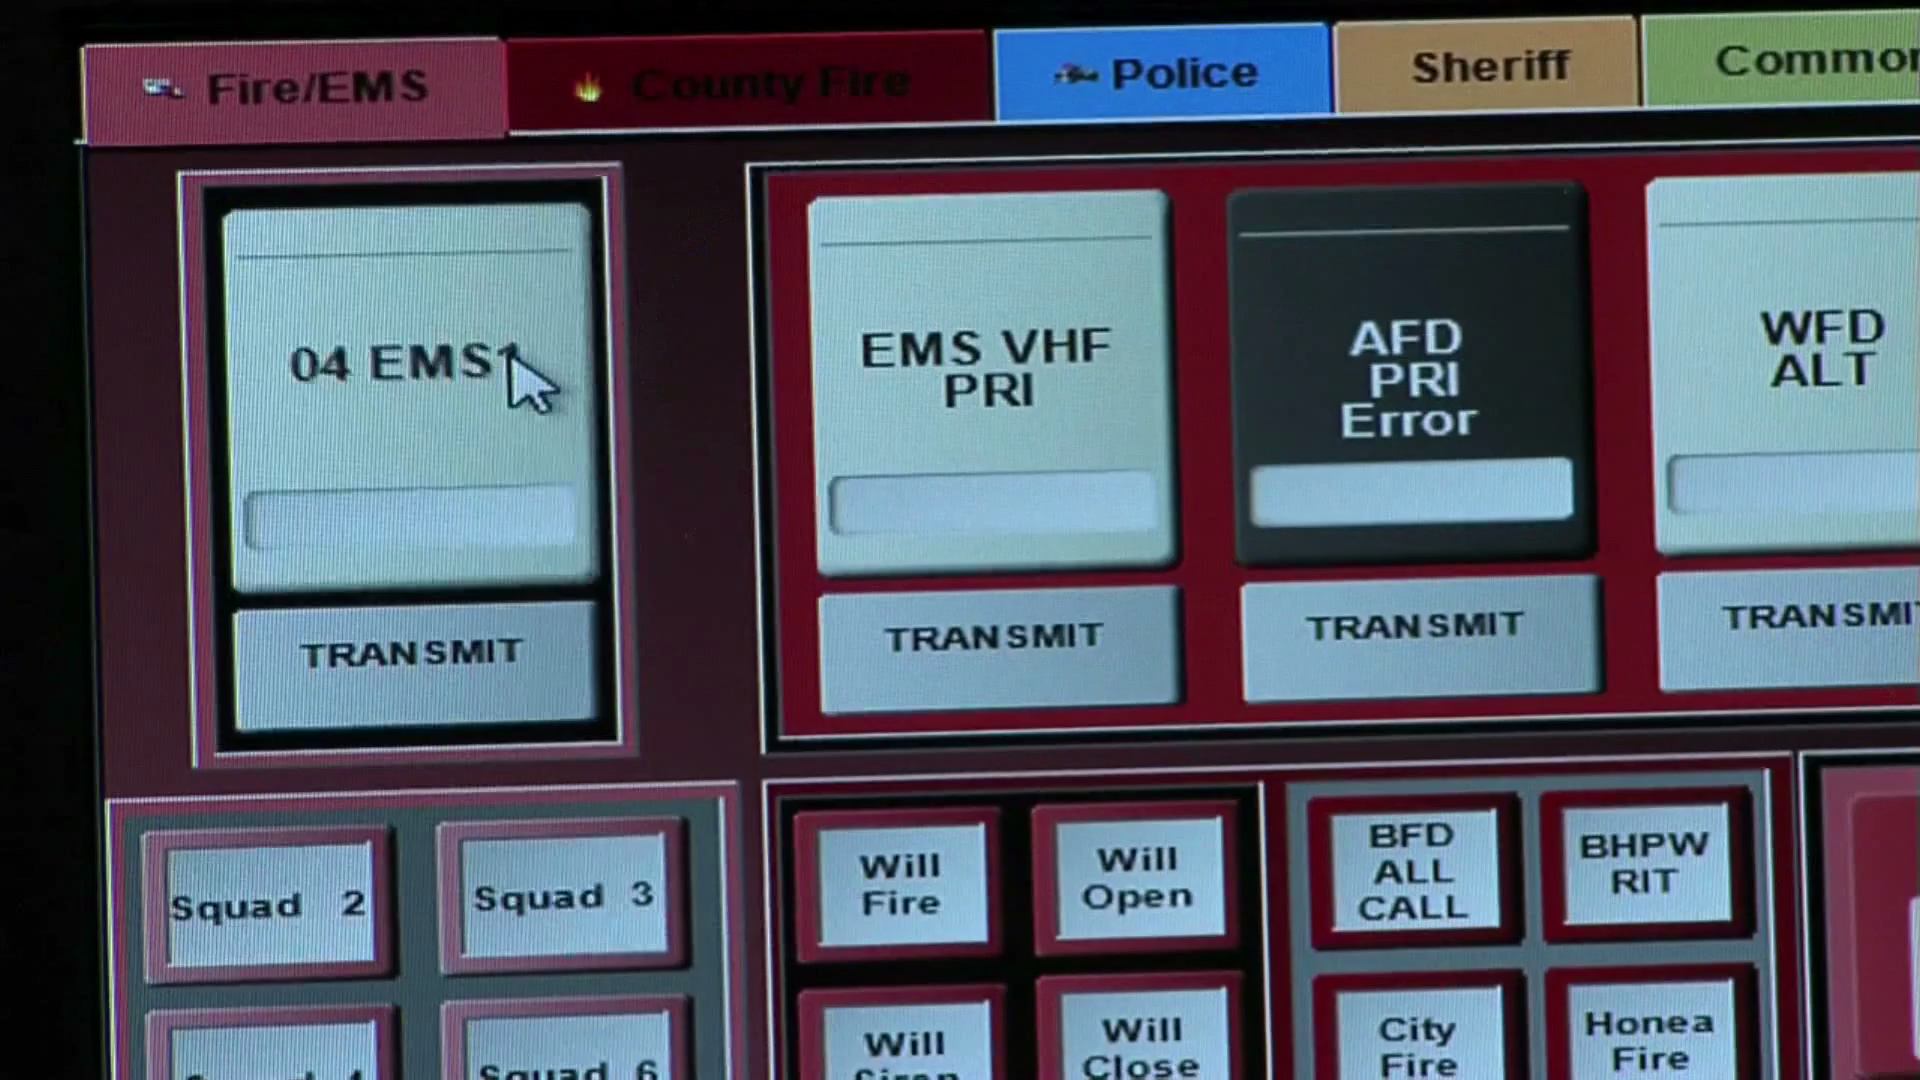 Fire/EMS
County Fire
Police
Sheriff
04 EMS1
EMS VHF
PRI
AFD
PRI
Error
WFD
ALT
TRANSMIT
TRANSMIT
TRANSMIT
TRANSMIT
Squad 2
Squad 3
Will
Fire
Will
Open
BFD
ALL
CALL
BHPW
RIT
Squad 6
Will
Siren
Will
Close
City
Fire
Honea
Fire